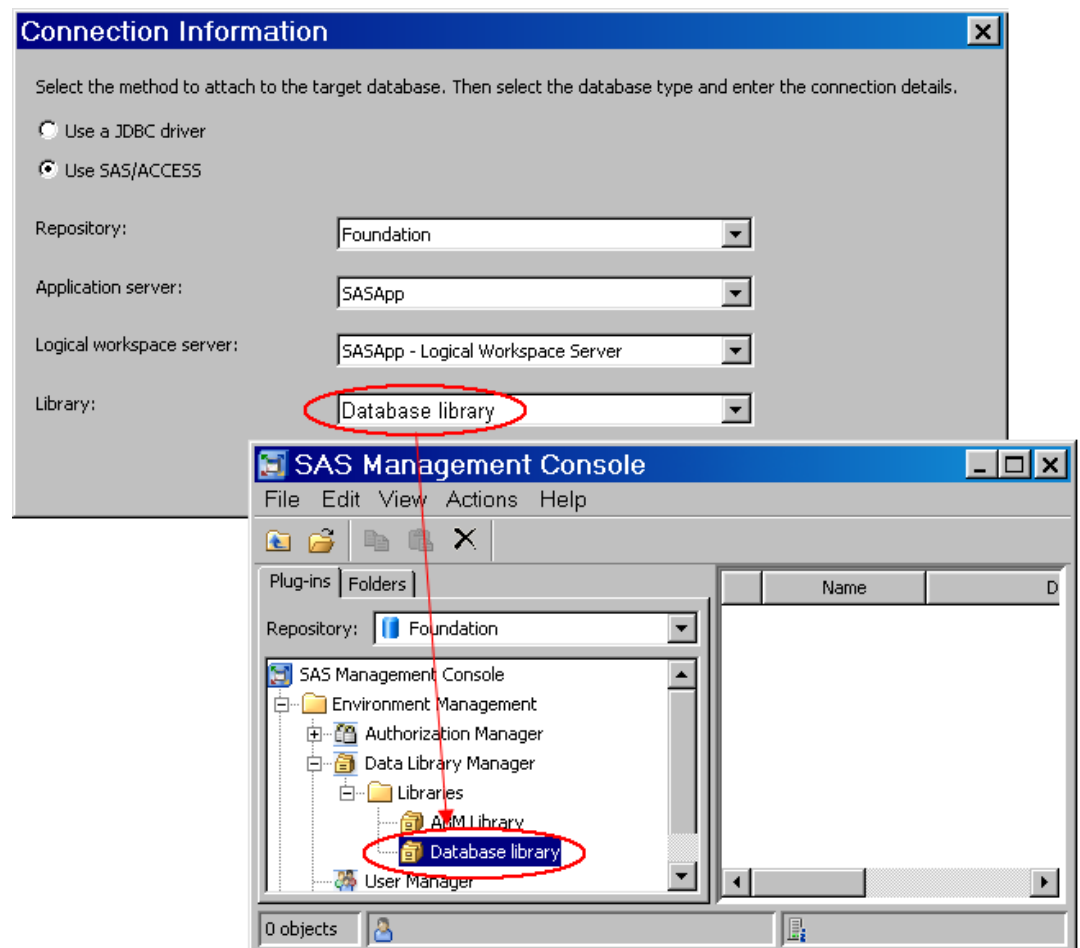 Connection Information
Select the method to attach to the target database. Then select the database type and enter the connection details.
Use a JDBC driver
Use SAS/ACCESS
Repository: Foundation
Application server: SASApp
Logical workspace server: SASApp - Logical Workspace Server
Library: Database library
SAS Management Console
File Edit View Actions Help
Plug-ins Folders
Name D
Repository: Foundation
SAS Management Console
Environment Management
Authorization Manager
Data Library Manager
Libraries
ABM Library
Database library
User Manager
0 objects